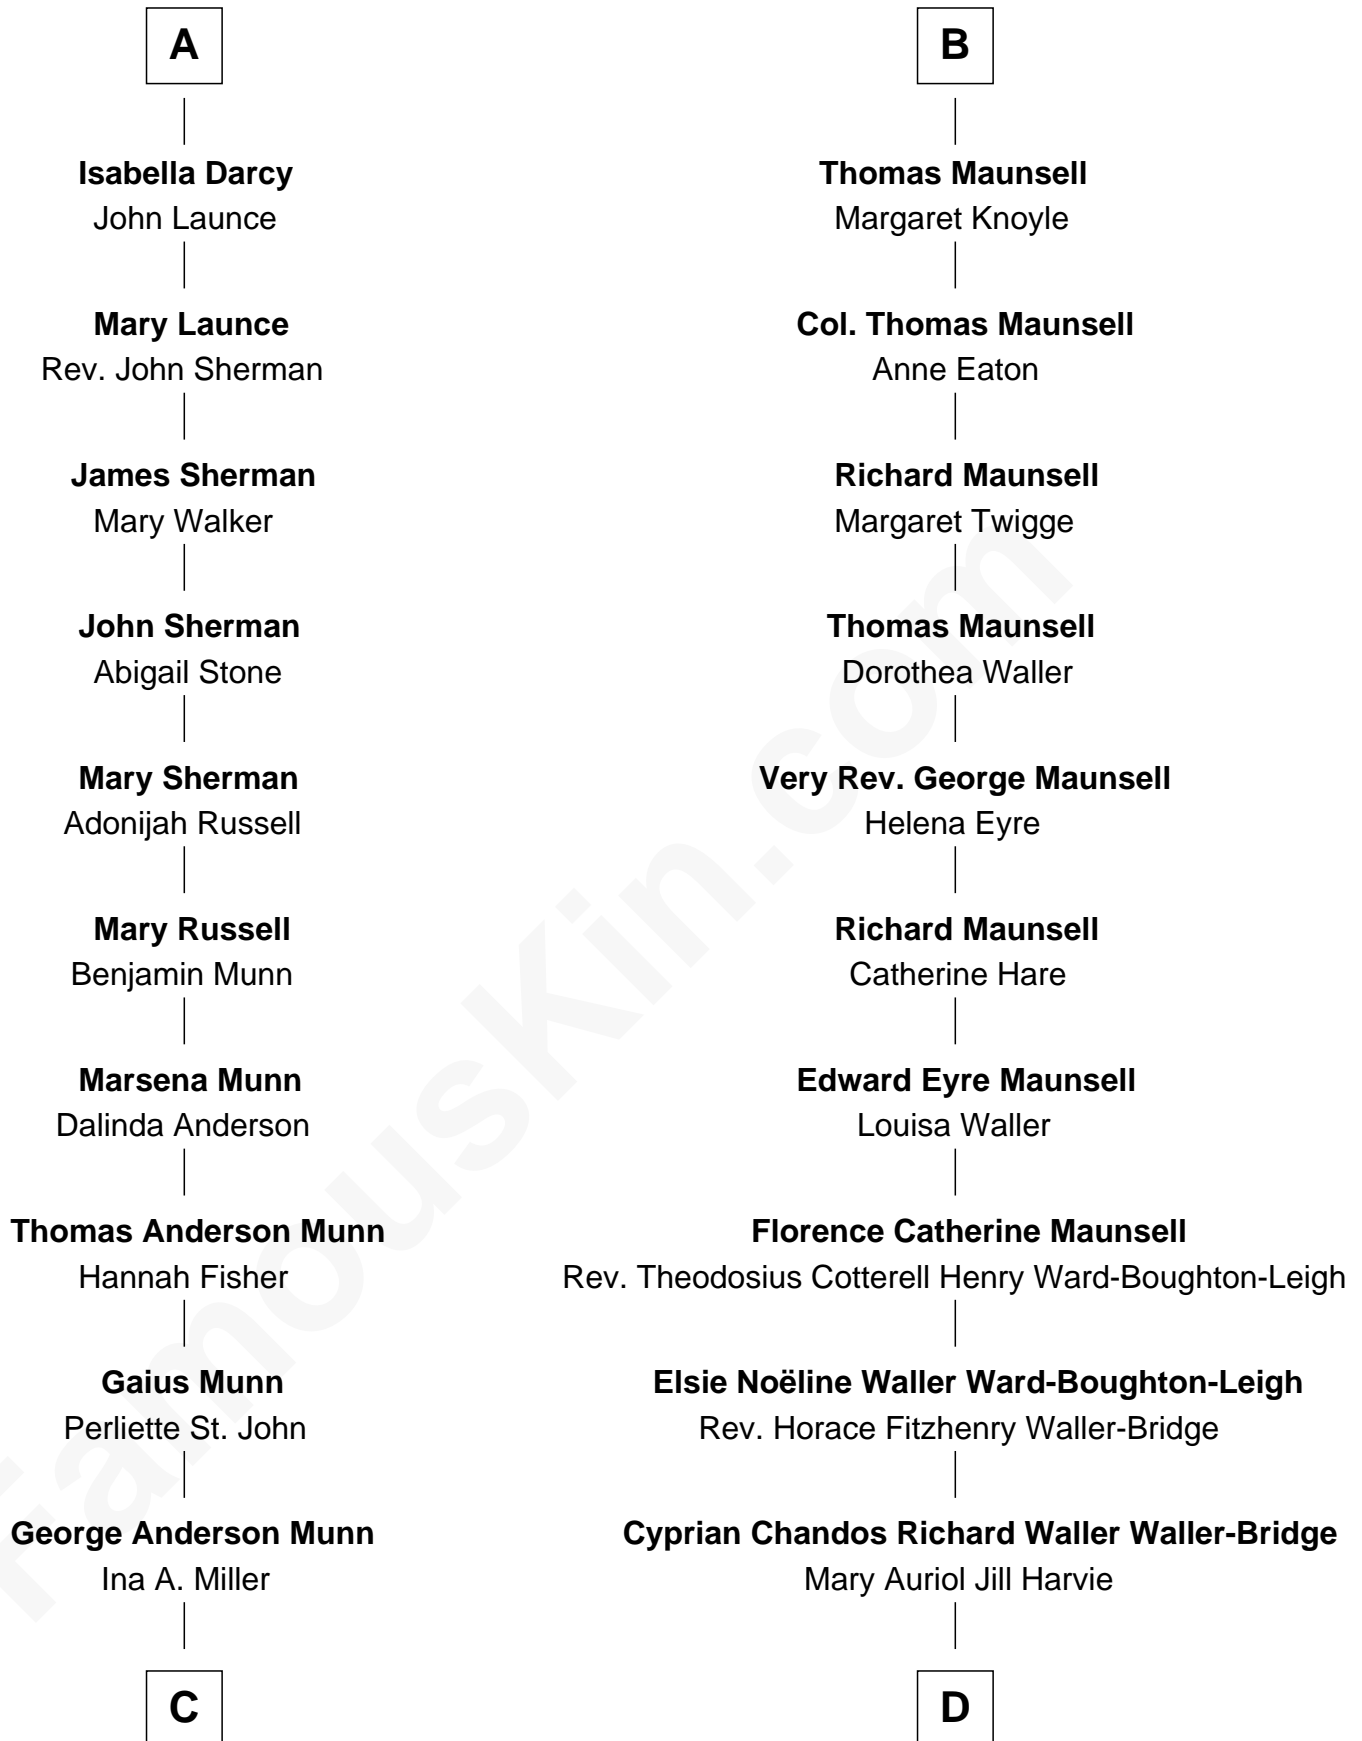 A
Isabella Darcy
John Launce
Mary Launce
Rev. John Sherman
James Sherman
Mary Walker
John Sherman
Abigail Stone
Mary Sherman
Adonijah Russell
Mary Russell
Benjamin Munn
Marsena Munn
Dalinda Anderson
Thomas Anderson Munn
Hannah Fisher
Gaius Munn
Perliette St. John
George Anderson Munn
Ina A. Miller
C
B
Thomas Maunsell
Margaret Knoyle
Col. Thomas Maunsell
Anne Eaton
Richard Maunsell
Margaret Twigge
Thomas Maunsell
Dorothea Waller
Very Rev. George Maunsell
Helena Eyre
Richard Maunsell
Catherine Hare
Edward Eyre Maunsell
Louisa Waller
Florence Catherine Maunsell
Rev. Theodosius Cotterell Henry Ward-Boughton-Leigh
Elsie Noëline Waller Ward-Boughton-Leigh
Rev. Horace Fitzhenry Waller-Bridge
Cyprian Chandos Richard Waller Waller-Bridge
Mary Auriol Jill Harvie
D
FamousKin.com